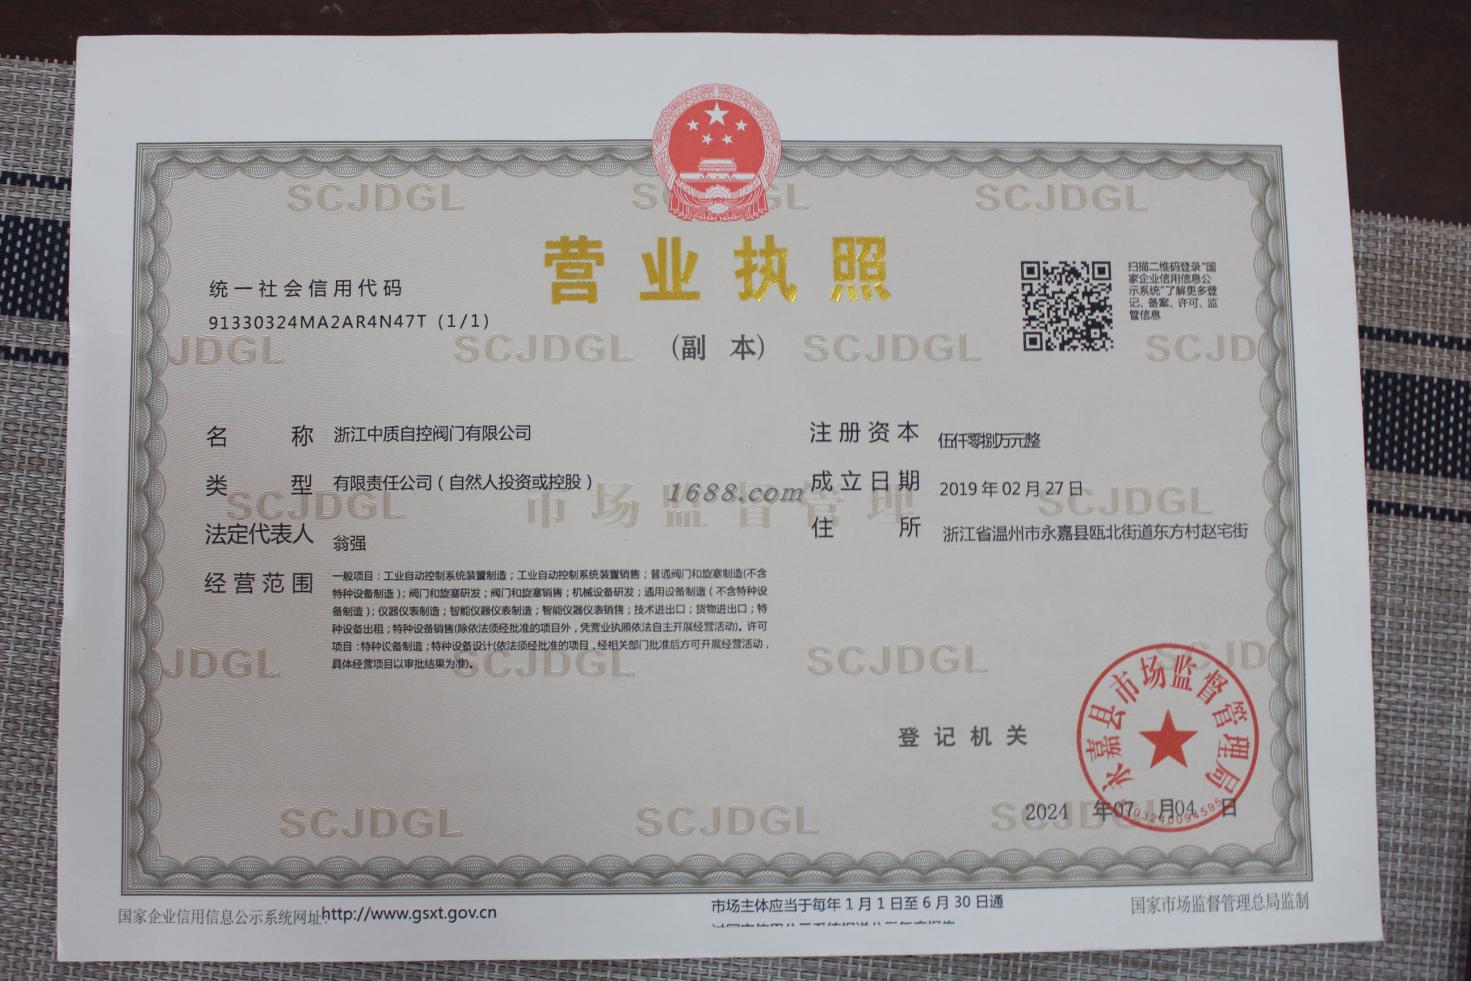 SCJDGL
SCJDGL
营业执照
统一社会信用代码
91330324MA2AR4N47T (1/1)
扫描二维码登录“国
家企业信用信息公
示系统”了解更多登
记、备案、许可、监
管信息
JDGL
SCJDGL
(副 本)
SCJDGL
SCJD
名 称 浙江中质自控阀门有限公司
注册资本 伍仟零捌万元整
类 型 有限责任公司（自然人投资或控股）
成立日期 2019年02月27日
SCJDGL
1688.com
市场监督管理
SCJDGL
法定代表人 翁强
住 所 浙江省温州市永嘉县瓯北街道东方村赵宅街
经营范围 一般项目：工业自动控制系统装置制造；工业自动控制系统装置销售；普通阀门和旋塞制造(不含
特种设备制造）；阀门和旋塞研发；阀门和旋塞销售；机械设备研发；通用设备制造（不含特种设
备制造）；仪器仪表制造；智能仪器仪表制造；智能仪器仪表销售；技术进出口；货物进出口；特
种设备出租；特种设备销售(除依法须经批准的项目外，凭营业执照依法自主开展经营活动)。许可
项目：特种设备制造；特种设备设计(依法须经批准的项目，经相关部门批准后方可开展经营活动，
具体经营项目以审批结果为准)。
JDGL
SCJDGL
SCJDGL
SCJD
登记机关
永嘉县市场监督管理局
2024 年07 月04 日
SCJDGL
SCJDGL
国家企业信用信息公示系统网址:http://www.gsxt.gov.cn
市场主体应当于每年1月1日至6月30日通
国家市场监督管理总局监制